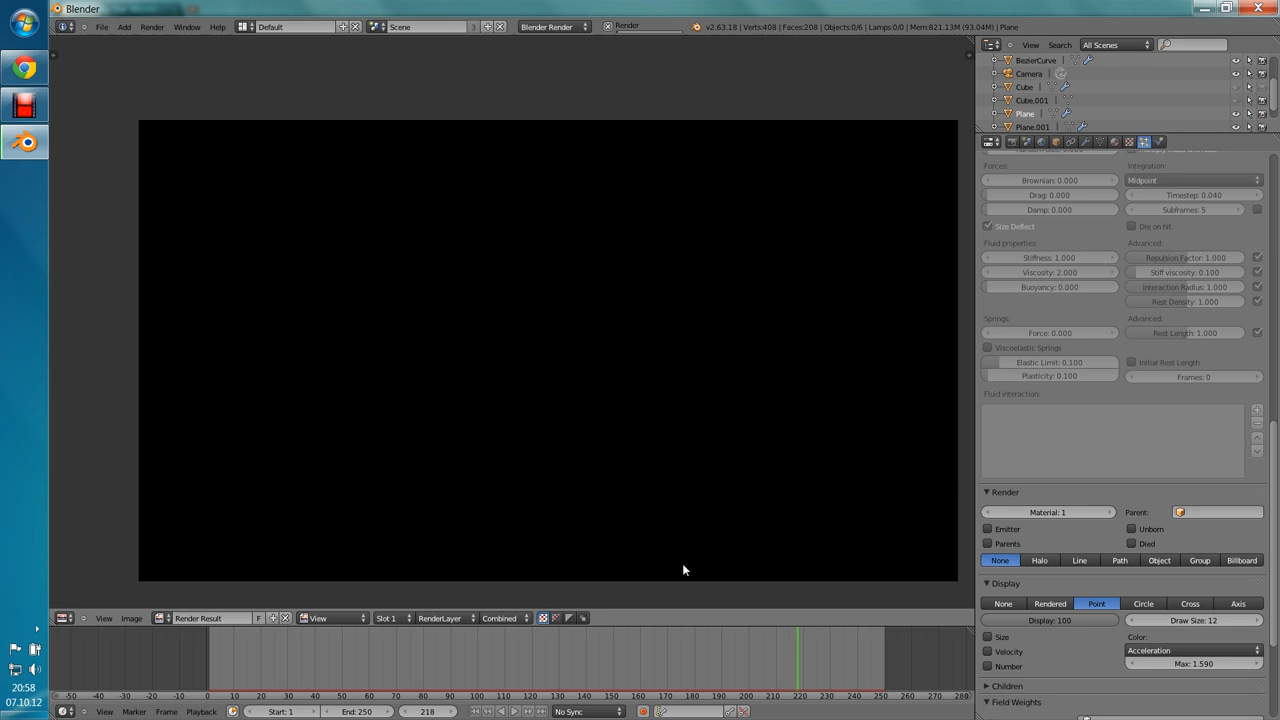 Blender
File Add Render Window Help Default Scene 3 Blender Render Render v2.63.18 | Verts:408 | Faces:208 | Objects:0/6 | Lamps:0/0 | Mem:821.13M (93.04M) | Plane
View Search All Scenes
BezierCurve
Camera
Cube
Cube.001
Plane
Plane.001
Forces: Integration:
Brownian: 0.000 Midpoint
Drag: 0.000 Timestep: 0.040
Damp: 0.000 Subframes: 5
Size Deflect Die on hit
Fluid properties: Advanced:
Stiffness: 1.000 Repulsion Factor: 1.000
Viscosity: 2.000 Stiff viscosity: 0.100
Buoyancy: 0.000 Interaction Radius: 1.000
Rest Density: 1.000
Springs: Advanced:
Force: 0.000 Rest Length: 1.000
Viscoelastic Springs
Elastic Limit: 0.100 Initial Rest Length
Plasticity: 0.100 Frames: 0
Fluid interaction:
Render
Material: 1 Parent:
Emitter Unborn
Parents Died
None Halo Line Path Object Group Billboard
Display
None Rendered Point Circle Cross Axis
Display: 100 Draw Size: 12
Size Color:
Velocity Acceleration
Number Max: 1.590
Children
Field Weights
View Image Render Result F View Slot 1 RenderLayer Combined
-50 -40 -30 -20 -10 0 10 20 30 40 50 60 70 80 90 100 110 120 130 140 150 160 170 180 190 200 210 220 230 240 250 260 270 280
View Marker Frame Playback Start: 1 End: 250 218 No Sync
20:58
07.10.12